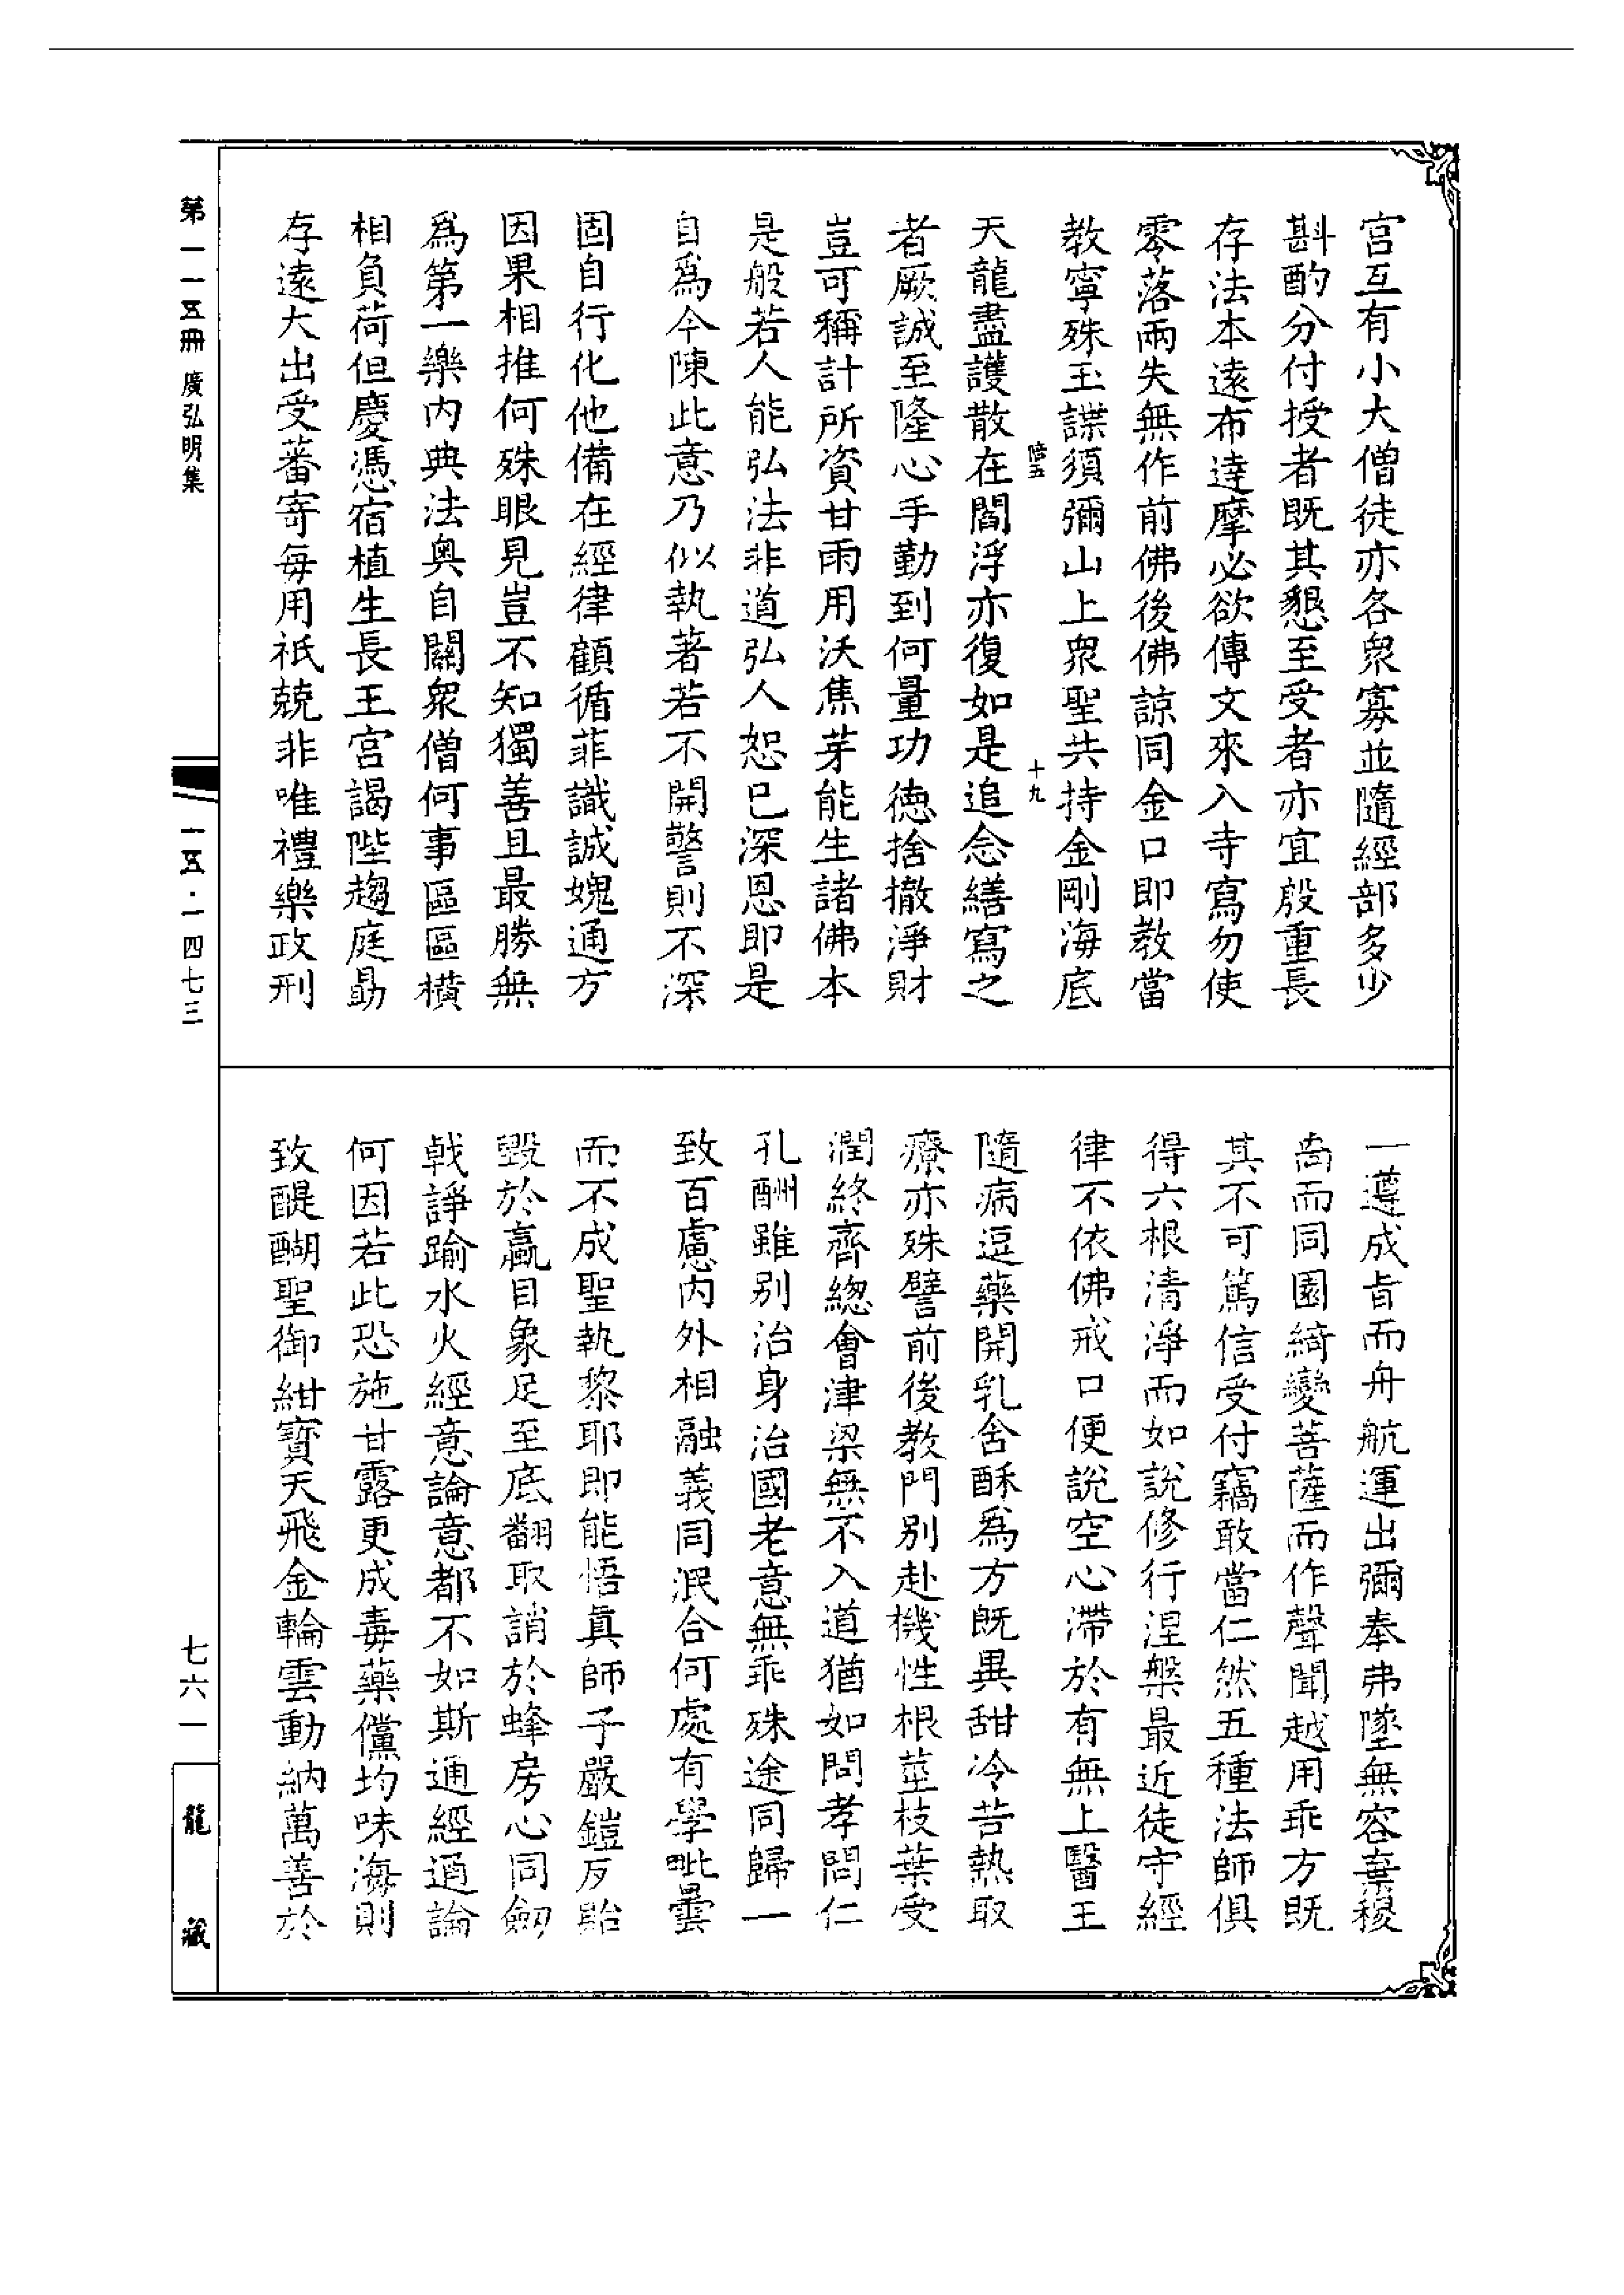 宮互有小大僧徒亦各眾寡並隨經部多少
斟酌分付授者既其懇至受者亦宜殷重長
存法本遠布達摩必欲傳文來入寺寫勿使
零落兩失無作前佛後佛諒同金口即教當
教寧殊玉諜須彌山上眾聖共持金剛海底
十九
天龍盡護散在閻浮亦復如是追念繕寫之
者厥誠至隆心手勤到何量功德捨撤淨財
豈可稱計所資甘雨用沃焦芽能生諸佛本
是般若人能弘法非道弘人恕已深恩即是
自為今陳此意乃似執著若不開警則不深
固自行化他備在經律顧循菲識誠媿通方
因果相推何殊眼見豈不知獨善且最勝無
為第一樂內典法奧自關眾僧何事區區橫
相負荷但慶憑宿植生長王宮謁陛趨庭勗
存遠大出受蕃寄每用祇兢非唯禮樂政刑
一遵成旨而舟航運出彌奉弗墜無容棄稷
卨而同園綺變菩薩而作聲聞越用乖方既
其不可篤信受付竊敢當仁然五種法師俱
得六根清淨而如說修行涅槃最近徒守經
律不依佛戒口便說空心滯於有無上醫王
隨病逗藥開乳舍酥為方既異甜冷苦熱取
療亦殊譬前後教門別赴機性根莖枝葉受
潤終齊總會津梁無不入道猶如問孝問仁
孔酬雖別治身治國老意無乖殊途同歸一
致百慮內外相融義同泯合何處有學毗曇
而不成聖執黎耶即能悟真師子嚴鎧反貽
毀於羸目象足至底翻取誚於蜂房心同劍
戟諍踰水火經意論意都不如斯通經通論
何因若此恐施甘露更成毒藥儻均味海則
致醍醐聖御紺寶天飛金輪雲動納萬善於
第一一五冊 廣弘明集
一五·一四七三
七六一
龍藏